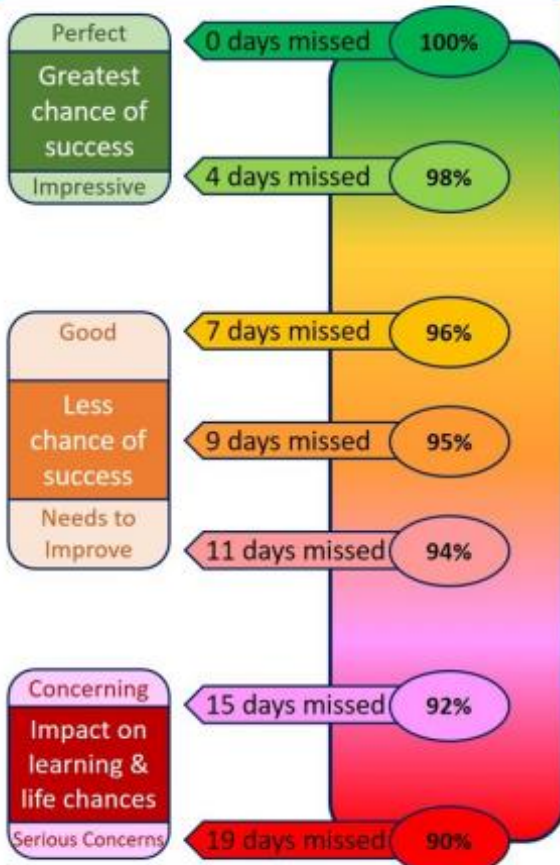 Perfect
Greatest
chance of
success
Impressive
0 days missed 100%
4 days missed 98%
Good
Less
chance of
success
Needs to
Improve
7 days missed 96%
9 days missed 95%
11 days missed 94%
Concerning
Impact on
learning &
life chances
Serious Concerns
15 days missed 92%
19 days missed 90%